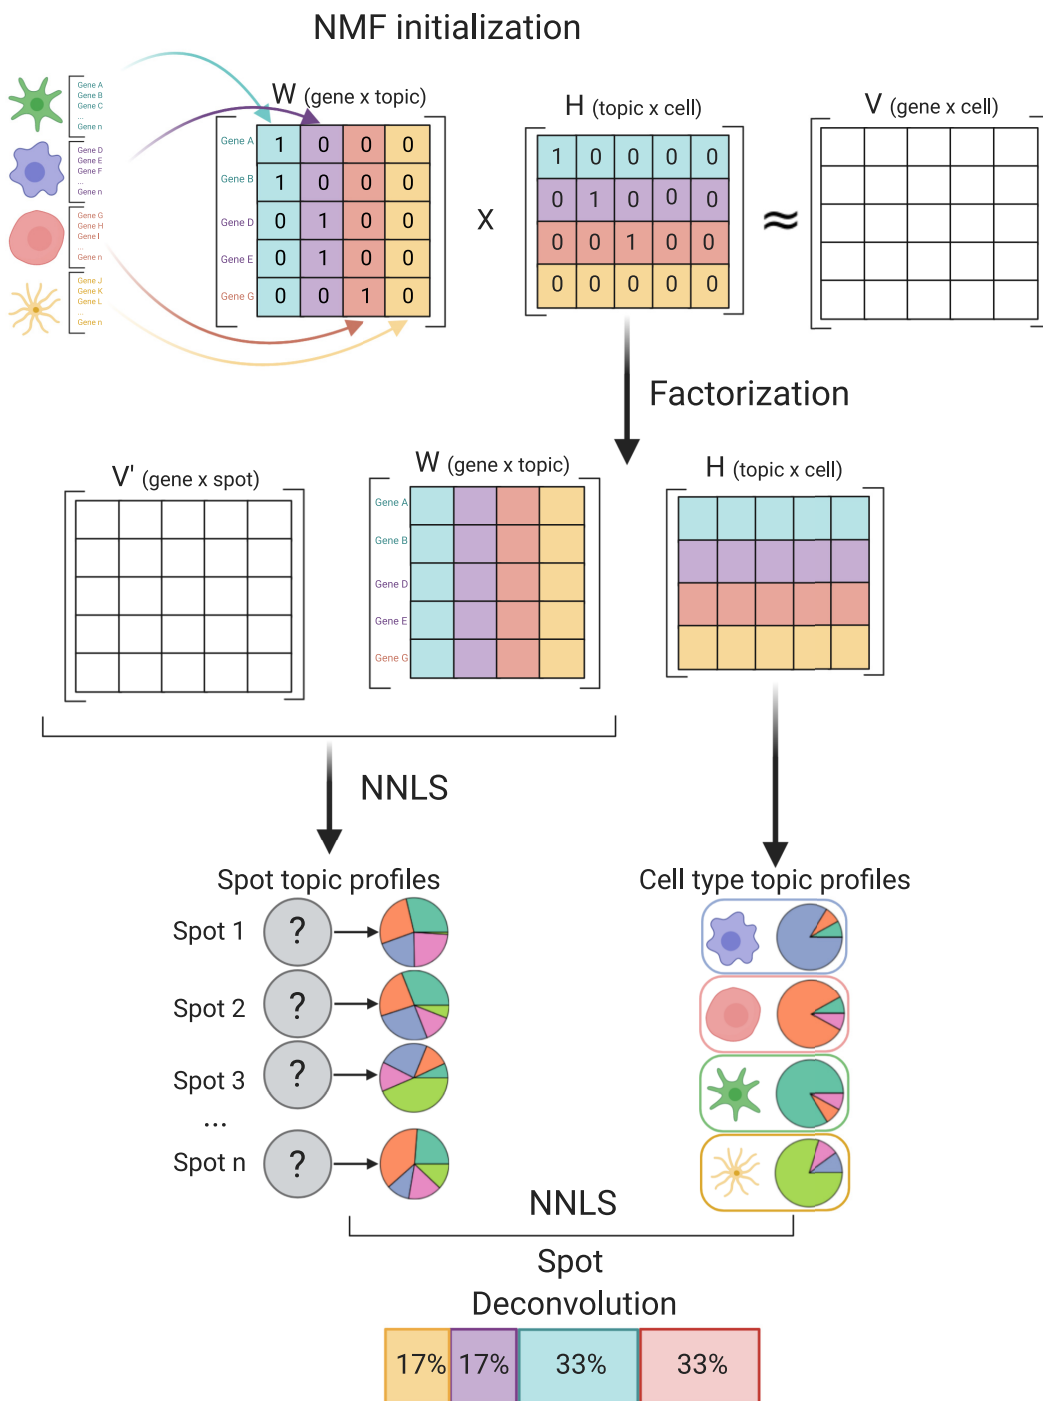 NMF initialization
Gene A
Gene B
Gene C
...
Gene n
Gene D
Gene E
Gene F
...
Gene n
Gene G
Gene H
Gene I
...
Gene n
Gene J
Gene K
Gene L
...
Gene n
W (gene x topic)
Gene A 1 0 0 0
Gene B 1 0 0 0
Gene D 0 1 0 0
Gene E 0 1 0 0
Gene G 0 0 1 0
X
H (topic x cell)
1 0 0 0 0
0 1 0 0 0
0 0 1 0 0
0 0 0 0 0
≈
V (gene x cell)
Factorization
V' (gene x spot)
W (gene x topic)
Gene A
Gene B
Gene D
Gene E
Gene G
H (topic x cell)
NNLS
Spot topic profiles
Spot 1 ?
Spot 2 ?
Spot 3 ?
...
Spot n ?
Cell type topic profiles
NNLS
Spot
Deconvolution
17% 17% 33% 33%